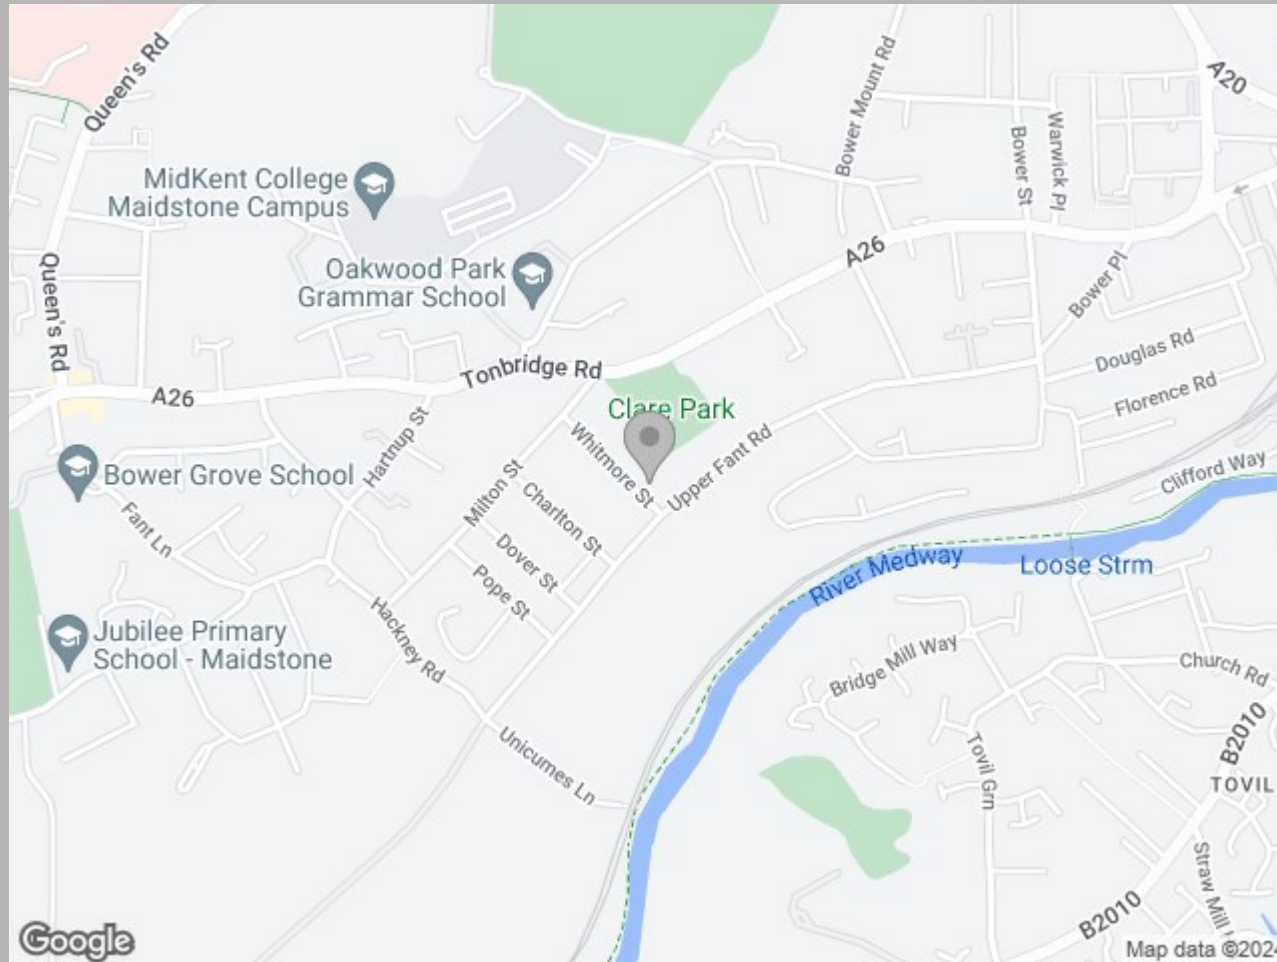 Queen's Rd
Bower Mount Rd
A20
Warwick Pl
Bower St
MidKent College
Maidstone Campus
Oakwood Park
Grammar School
A26
Queen's Rd
Bower Pl
Tonbridge Rd
Douglas Rd
A26
Florence Rd
Clare Park
Hartnup St
Whitmore St
Upper Fant Rd
Bower Grove School
Milton St
Clifford Way
Charlton St
Fant Ln
Dover St
River Medway
Loose Strm
Pope St
Hackney Rd
Jubilee Primary
School - Maidstone
Bridge Mill Way
Church Rd
B2010
Unicumes Ln
Tovil Grn
TOVIL
Straw Mill
B2010
Google
Map data ©2024